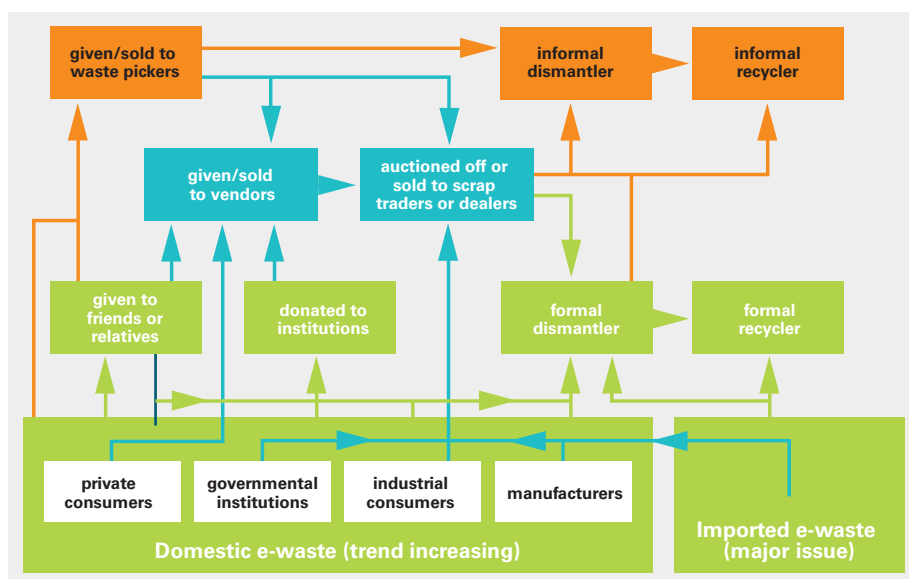 given/sold to
waste pickers
informal
dismantler
informal
recycler
given/sold
to vendors
auctioned off or
sold to scrap
traders or dealers
given to
friends or
relatives
donated to
institutions
formal
dismantler
formal
recycler
private
consumers
governmental
institutions
industrial
consumers
manufacturers
Domestic e-waste (trend increasing)
Imported e-waste
(major issue)